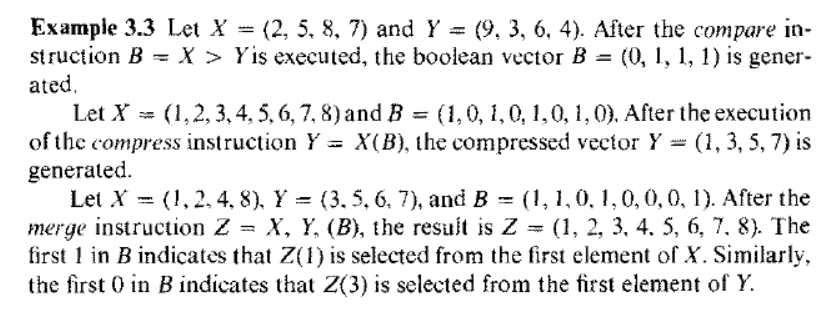 Example 3.3 Let X = (2, 5, 8, 7) and Y = (9, 3, 6, 4). After the compare in-
struction B = X > Y is executed, the boolean vector B = (0, 1, 1, 1) is gener-
ated.
Let X = (1, 2, 3, 4, 5, 6, 7, 8) and B = (1, 0, 1, 0, 1, 0, 1, 0). After the execution
of the compress instruction Y = X(B), the compressed vector Y = (1, 3, 5, 7) is
generated.
Let X = (1, 2, 4, 8), Y = (3, 5, 6, 7), and B = (1, 1, 0, 1, 0, 0, 0, 1). After the
merge instruction Z = X, Y, (B), the result is Z = (1, 2, 3, 4, 5, 6, 7, 8). The
first 1 in B indicates that Z(1) is selected from the first element of X. Similarly,
the first 0 in B indicates that Z(3) is selected from the first element of Y.